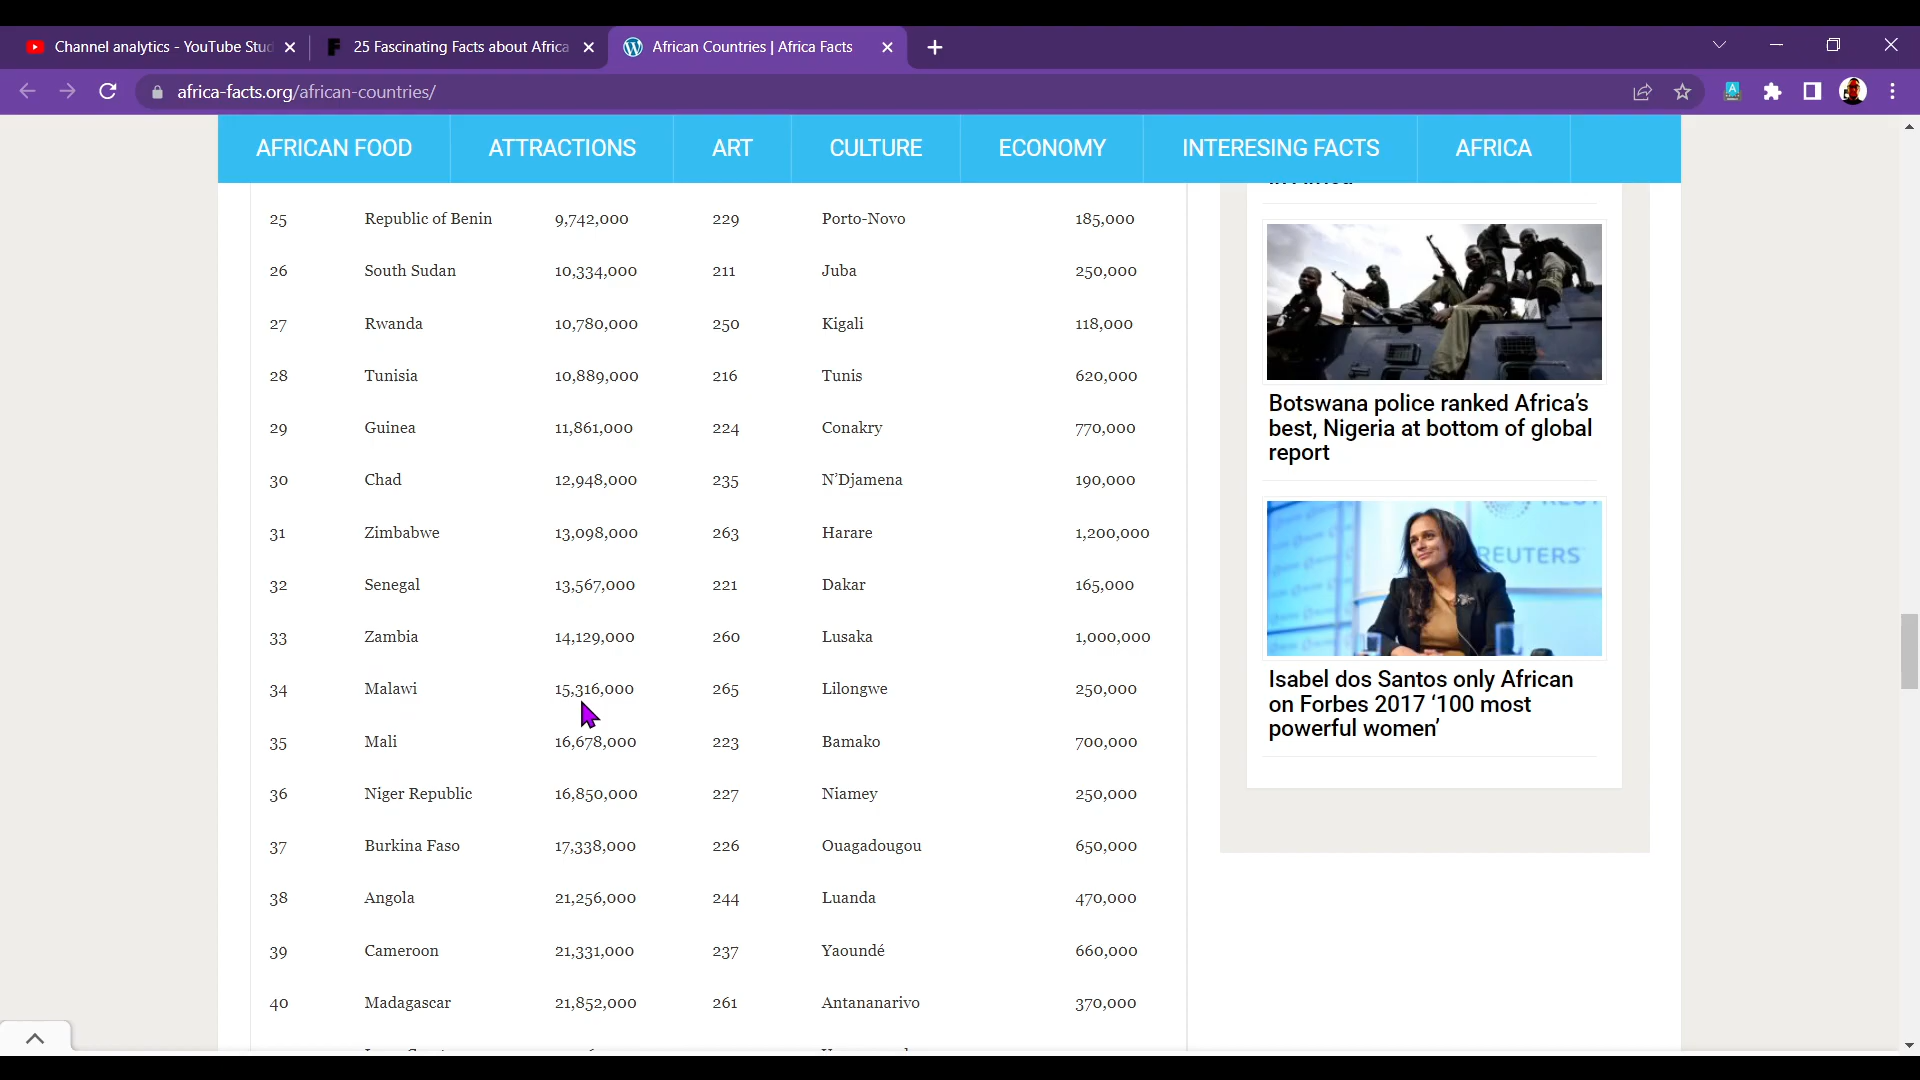 Channel analytics - YouTube Stud
25 Fascinating Facts about Africa
African Countries | Africa Facts
africa-facts.org/african-countries/
AFRICAN FOOD ATTRACTIONS ART CULTURE ECONOMY INTERESING FACTS AFRICA
25 Republic of Benin 9,742,000 229 Porto-Novo 185,000
26 South Sudan 10,334,000 211 Juba 250,000
27 Rwanda 10,780,000 250 Kigali 118,000
28 Tunisia 10,889,000 216 Tunis 620,000
29 Guinea 11,861,000 224 Conakry 770,000
30 Chad 12,948,000 235 N’Djamena 190,000
31 Zimbabwe 13,098,000 263 Harare 1,200,000
32 Senegal 13,567,000 221 Dakar 165,000
33 Zambia 14,129,000 260 Lusaka 1,000,000
34 Malawi 15,316,000 265 Lilongwe 250,000
35 Mali 16,678,000 223 Bamako 700,000
36 Niger Republic 16,850,000 227 Niamey 250,000
37 Burkina Faso 17,338,000 226 Ouagadougou 650,000
38 Angola 21,256,000 244 Luanda 470,000
39 Cameroon 21,331,000 237 Yaoundé 660,000
40 Madagascar 21,852,000 261 Antananarivo 370,000
Botswana police ranked Africa’s
best, Nigeria at bottom of global
report
REUTERS
Isabel dos Santos only African
on Forbes 2017 ‘100 most
powerful women’